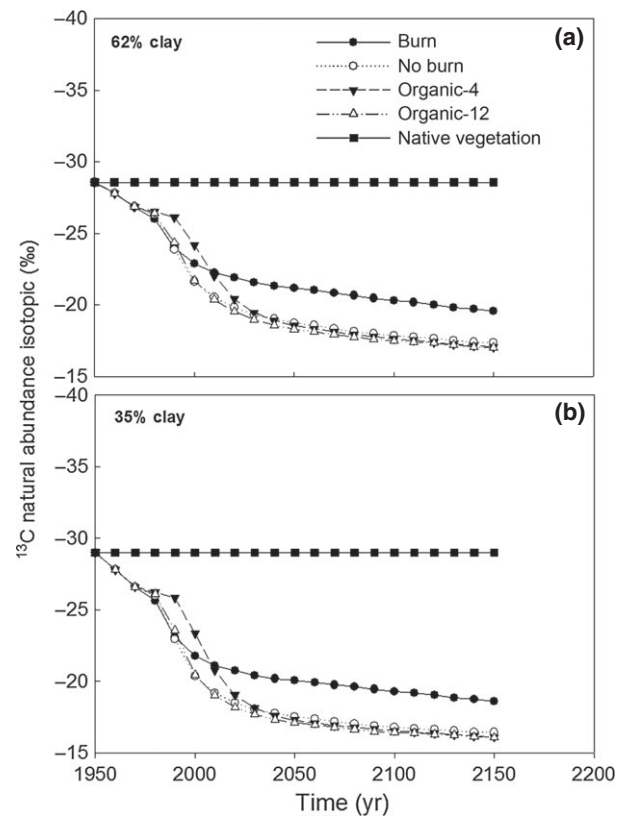 –40
62% clay
Burn
(a)
No burn
–35
Organic-4
Organic-12
Native vegetation
–30
–25
–20
–15
–40
35% clay
(b)
–35
–30
–25
–20
–15
1950
2000
2050
2100
2150
2200
Time (yr)
13C natural abundance isotopic (‰)